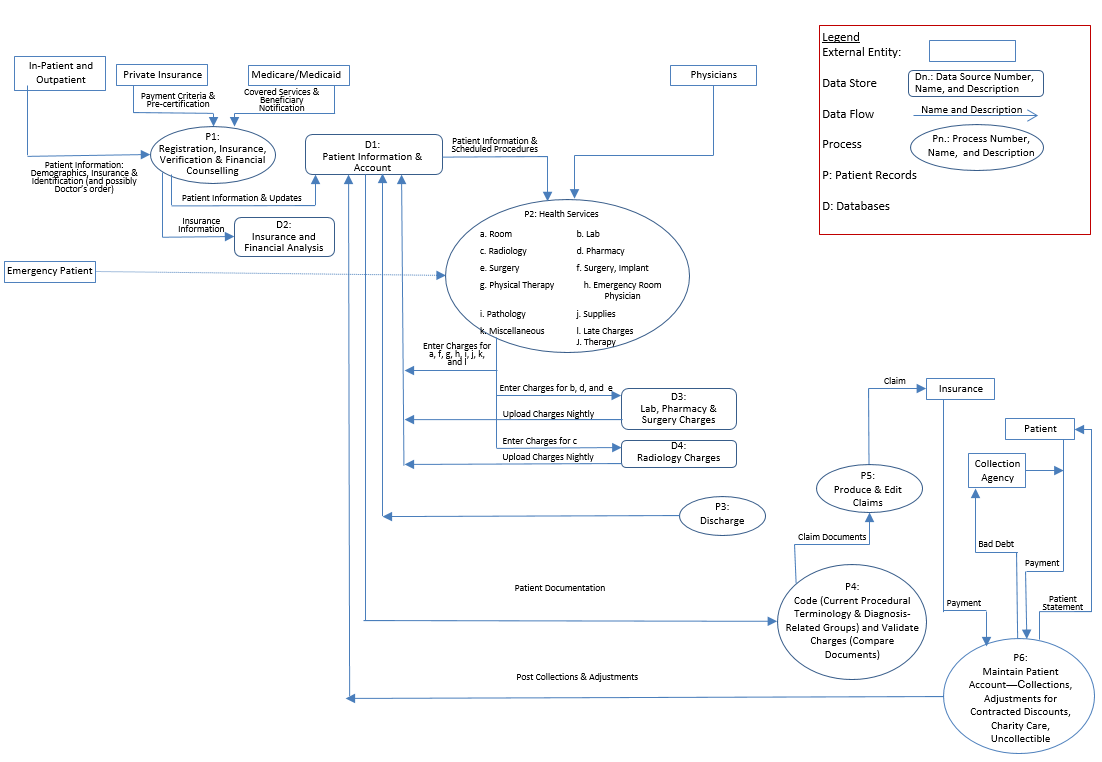 Legend
External Entity:
Dn.: Data Source Number,
Name, and Description
Data Store
Data Flow
Name and Description
Process
Pn.: Process Number,
Name, and Description
P: Patient Records
D: Databases
In-Patient and
Outpatient
Private Insurance
Medicare/Medicaid
Physicians
Payment Criteria &
Pre-certification
Covered Services &
Beneficiary
Notification
P1:
Registration, Insurance,
Verification & Financial
Counselling
D1:
Patient Information &
Account
Patient Information &
Scheduled Procedures
Patient Information:
Demographics, Insurance &
Identification (and possibly
Doctor's order)
Patient Information & Updates
Insurance
Information
D2:
Insurance and
Financial Analysis
Emergency Patient
P2: Health Services
a. Room
b. Lab
c. Radiology
d. Pharmacy
e. Surgery
f. Surgery, Implant
g. Physical Therapy
h. Emergency Room
Physician
i. Pathology
j. Supplies
k. Miscellaneous
l. Late Charges
J. Therapy
Enter Charges for
a, f, g, h, i, j, k,
and l
Enter Charges for b, d, and e
D3:
Lab, Pharmacy &
Surgery Charges
Upload Charges Nightly
Enter Charges for c
D4:
Radiology Charges
Upload Charges Nightly
P3:
Discharge
Patient Documentation
P4:
Code (Current Procedural
Terminology & Diagnosis-
Related Groups) and Validate
Charges (Compare
Documents)
Claim Documents
P5:
Produce & Edit
Claims
Claim
Insurance
Patient
Collection
Agency
Bad Debt
Payment
Payment
Patient
Statement
P6:
Maintain Patient
Account—Collections,
Adjustments for
Contracted Discounts,
Charity Care,
Uncollectible
Post Collections & Adjustments